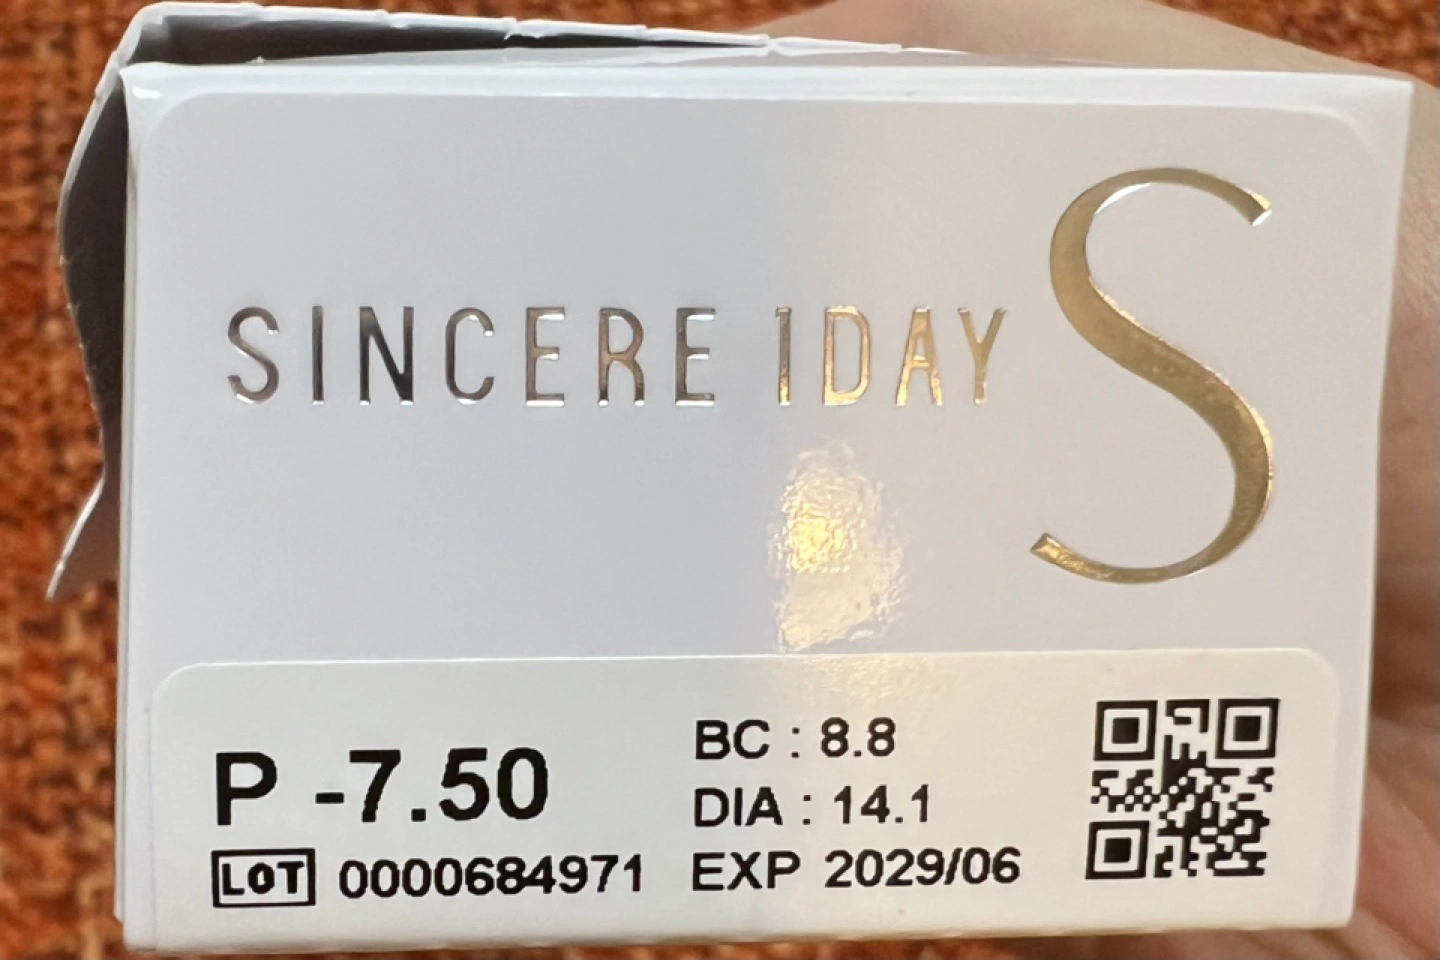 SINCERE 1DAY S
P -7.50
LOT 0000684971
BC : 8.8
DIA : 14.1
EXP 2029/06